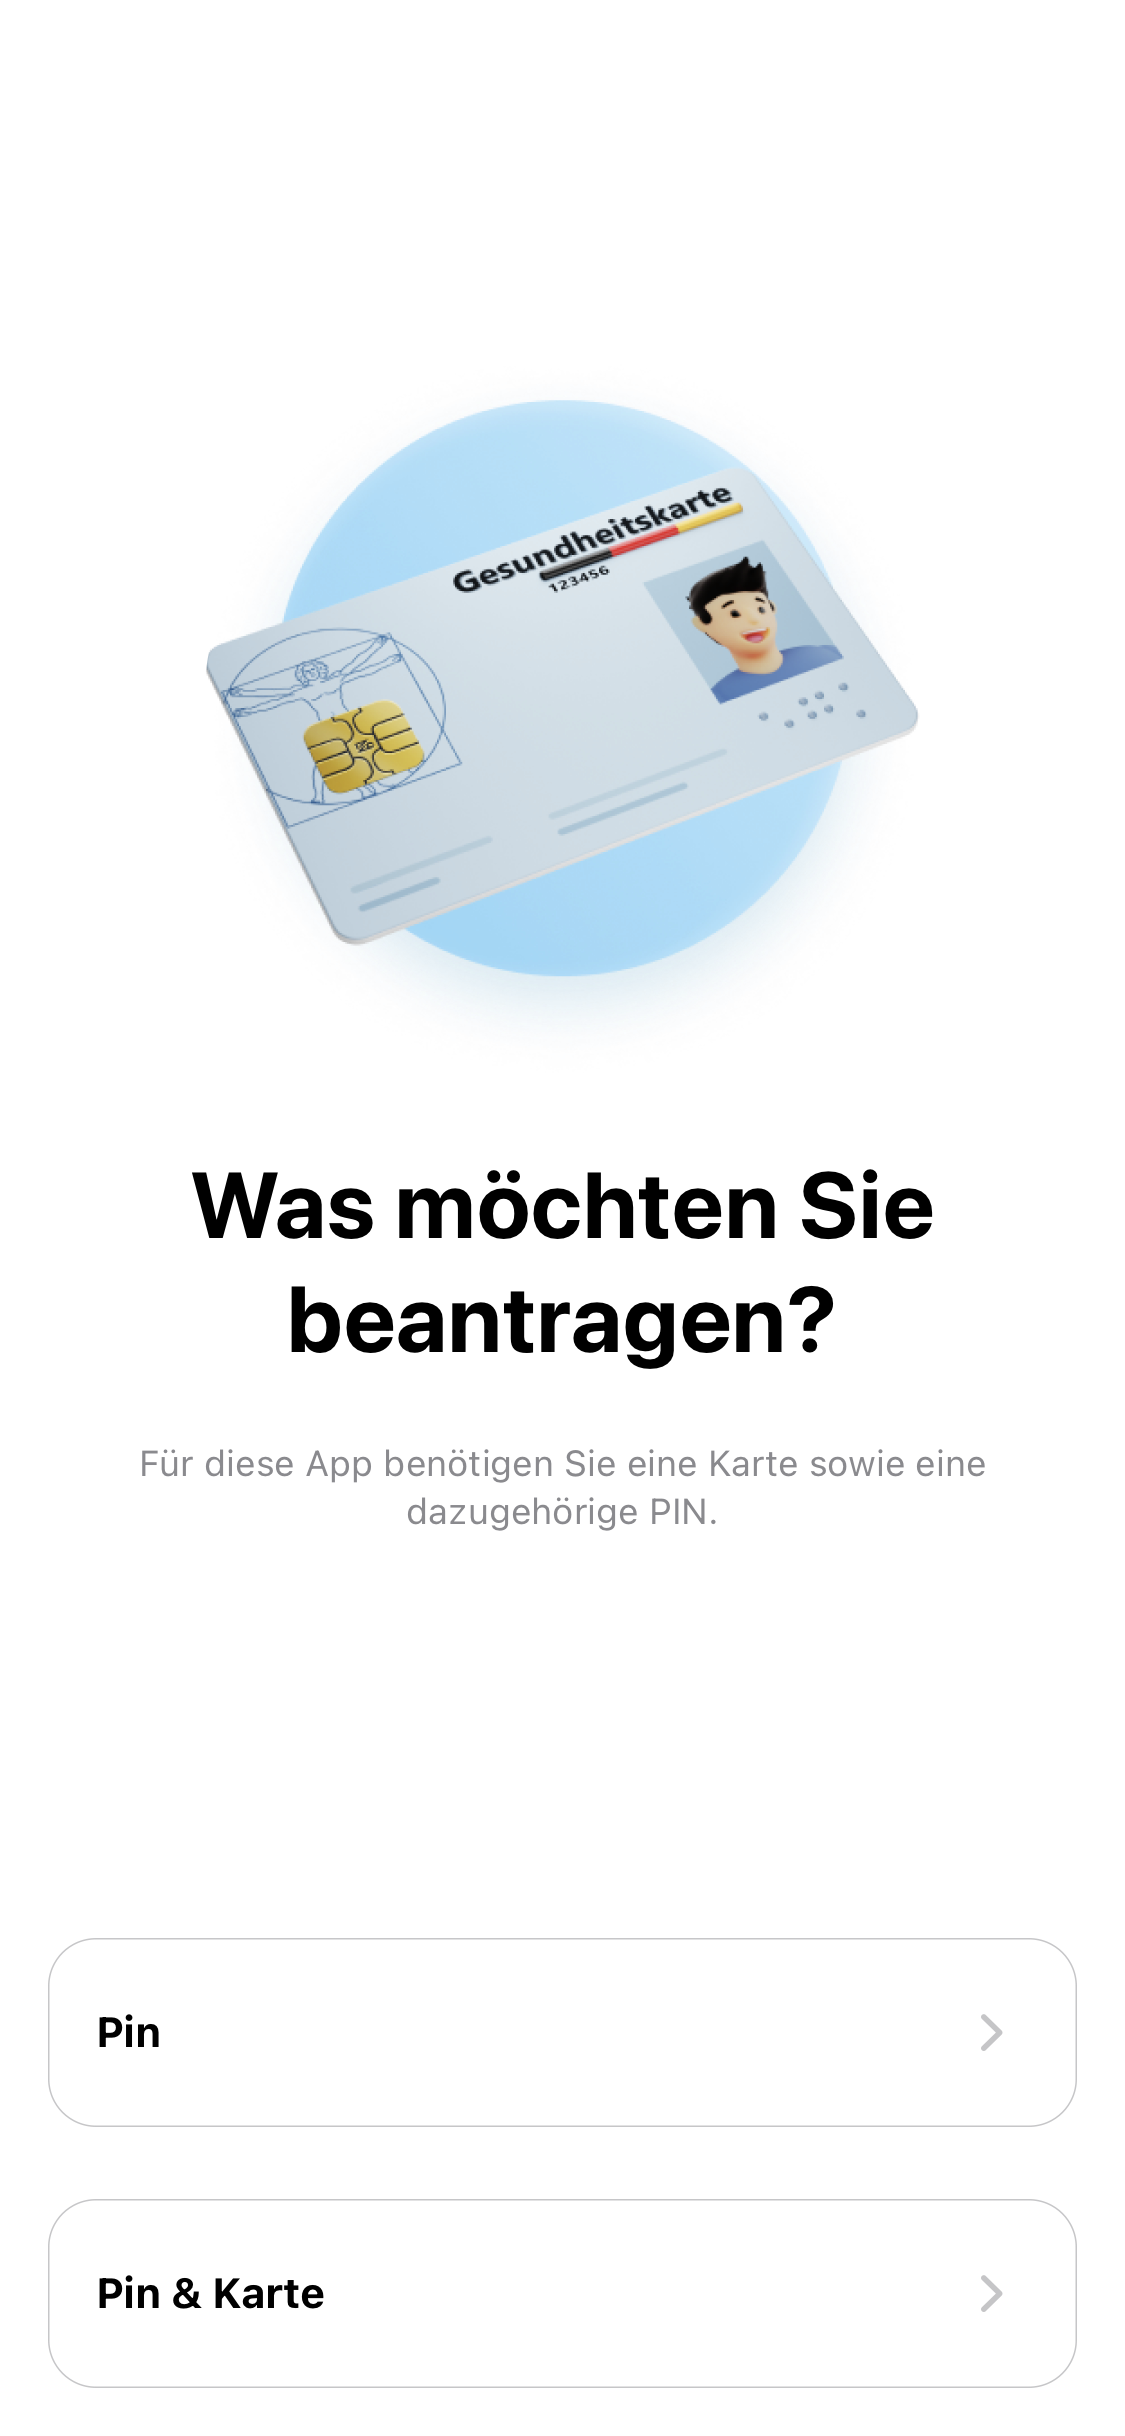 Gesundheitskarte
123456
Was möchten Sie
beantragen?
Für diese App benötigen Sie eine Karte sowie eine
dazugehörige PIN.
Pin
Pin & Karte